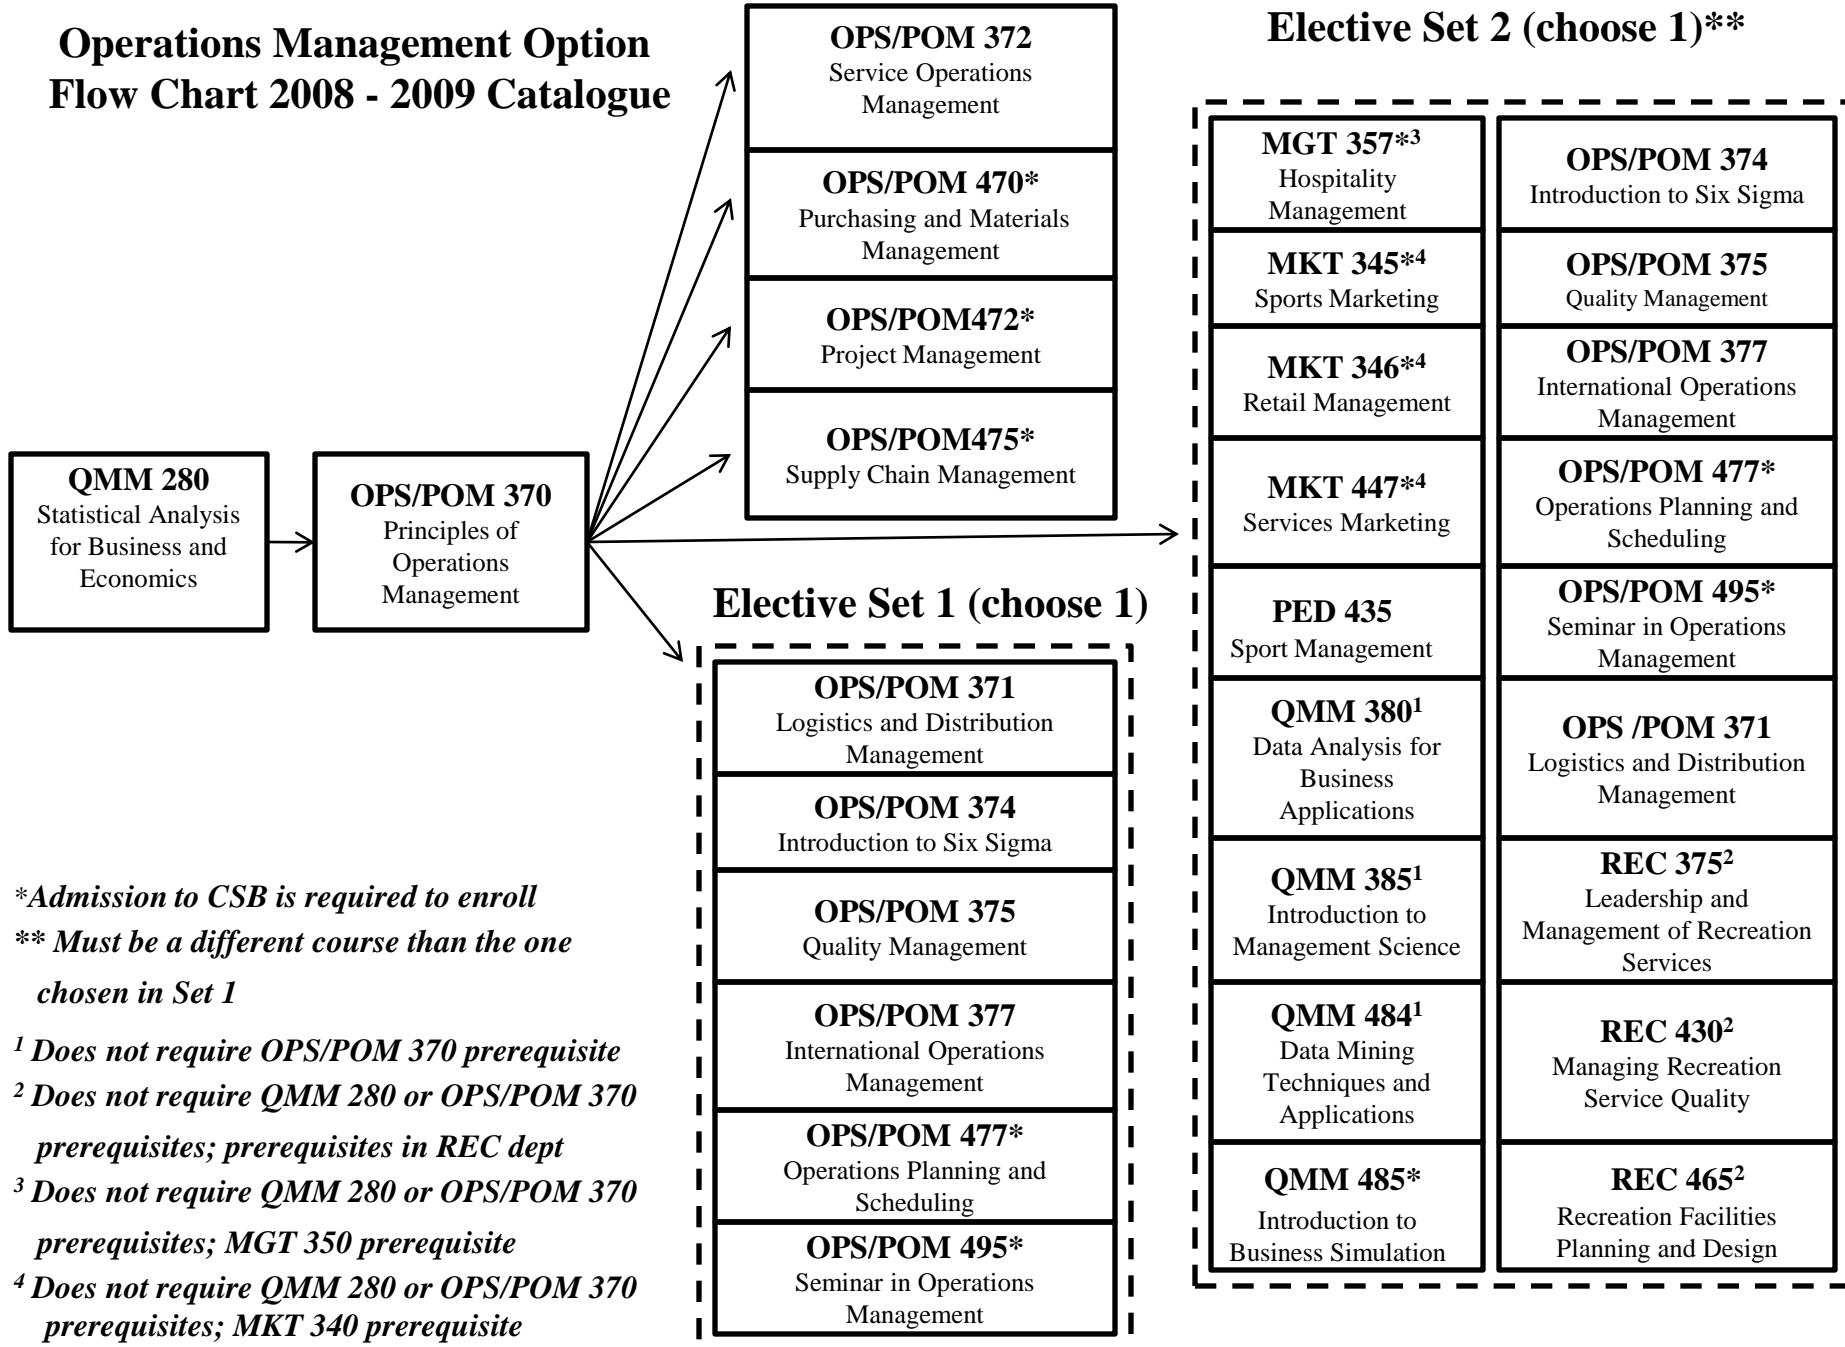 Operations Management Option
Flow Chart 2008 - 2009 Catalogue
QMM 280
Statistical Analysis
for Business and
Economics
OPS/POM 370
Principles of
Operations
Management
OPS/POM 372
Service Operations
Management
OPS/POM 470*
Purchasing and Materials
Management
OPS/POM472*
Project Management
OPS/POM475*
Supply Chain Management
Elective Set 1 (choose 1)
OPS/POM 371
Logistics and Distribution
Management
OPS/POM 374
Introduction to Six Sigma
OPS/POM 375
Quality Management
OPS/POM 377
International Operations
Management
OPS/POM 477*
Operations Planning and
Scheduling
OPS/POM 495*
Seminar in Operations
Management
Elective Set 2 (choose 1)**
MGT 357*³
Hospitality
Management
MKT 345*⁴
Sports Marketing
MKT 346*⁴
Retail Management
MKT 447*⁴
Services Marketing
PED 435
Sport Management
QMM 380¹
Data Analysis for
Business
Applications
QMM 385¹
Introduction to
Management Science
QMM 484¹
Data Mining
Techniques and
Applications
QMM 485*
Introduction to
Business Simulation
OPS/POM 374
Introduction to Six Sigma
OPS/POM 375
Quality Management
OPS/POM 377
International Operations
Management
OPS/POM 477*
Operations Planning and
Scheduling
OPS/POM 495*
Seminar in Operations
Management
OPS /POM 371
Logistics and Distribution
Management
REC 375²
Leadership and
Management of Recreation
Services
REC 430²
Managing Recreation
Service Quality
REC 465²
Recreation Facilities
Planning and Design
*Admission to CSB is required to enroll
** Must be a different course than the one
chosen in Set 1
¹ Does not require OPS/POM 370 prerequisite
² Does not require QMM 280 or OPS/POM 370
prerequisites; prerequisites in REC dept
³ Does not require QMM 280 or OPS/POM 370
prerequisites; MGT 350 prerequisite
⁴ Does not require QMM 280 or OPS/POM 370
prerequisites; MKT 340 prerequisite